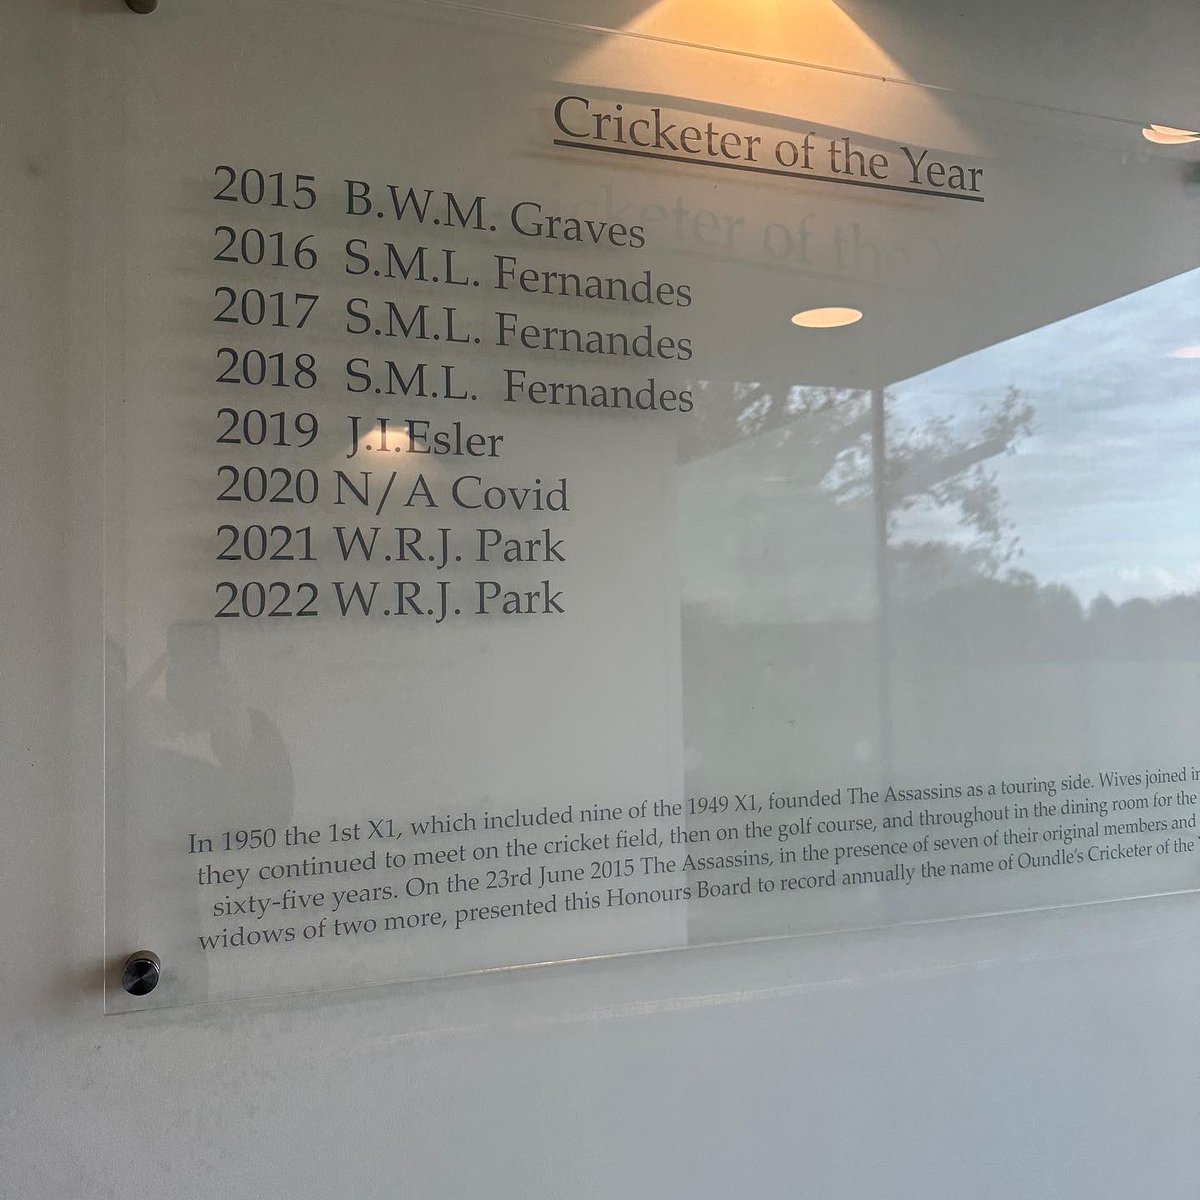 Cricketer of the Year
2015 B.W.M. Graves
2016 S.M.L. Fernandes
2017 S.M.L. Fernandes
2018 S.M.L. Fernandes
2019 J.I.Esler
2020 N/A Covid
2021 W.R.J. Park
2022 W.R.J. Park
In 1950 the 1st X1, which included nine of the 1949 X1, founded The Assassins as a touring side. Wives joined in
they continued to meet on the cricket field, then on the golf course, and throughout in the dining room for the
sixty-five years. On the 23rd June 2015 The Assassins, in the presence of seven of their original members and
widows of two more, presented this Honours Board to record annually the name of Oundle's Cricketer of the